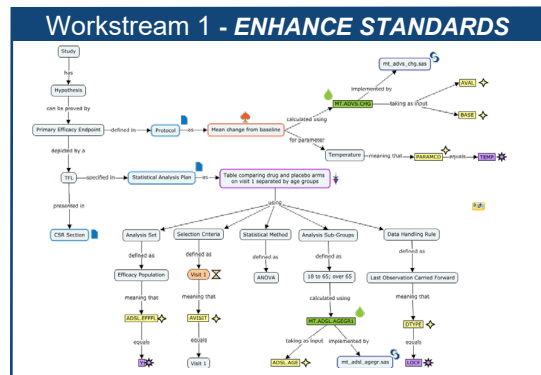 Workstream 1 - ENHANCE STANDARDS
Study
has
Hypothesis
can be proved by
Primary Efficacy Endpoint
defined in
Protocol
as
Mean change from baseline
calculated using
MT.ADVS.CHG
implemented by
mt_advs_chg.sas
taking as input
AVAL
BASE
for parameter
Temperature
meaning that
PARAMCD
equals
TEMP
depicted by a
TFL
specified in
Statistical Analysis Plan
as
Table comparing drug and placebo arms
on visit 1 separated by age groups
presented in
CSR Section
using
Analysis Set
Selection Criteria
Statistical Method
Analysis Sub-Groups
Data Handling Rule
defined as
defined as
defined as
defined as
defined as
Efficacy Population
Visit 1
ANOVA
18 to 65; over 65
Last Observation Carried Forward
meaning that
meaning that
calculated using
meaning that
ADSL.EFFFL
AVISIT
MT.ADSL.AGEGR1
DTYPE
equals
equals
taking as input
implemented by
equals
Visit 1
ADSL.AGE
mt_adsl_agegr.sas
LOCF